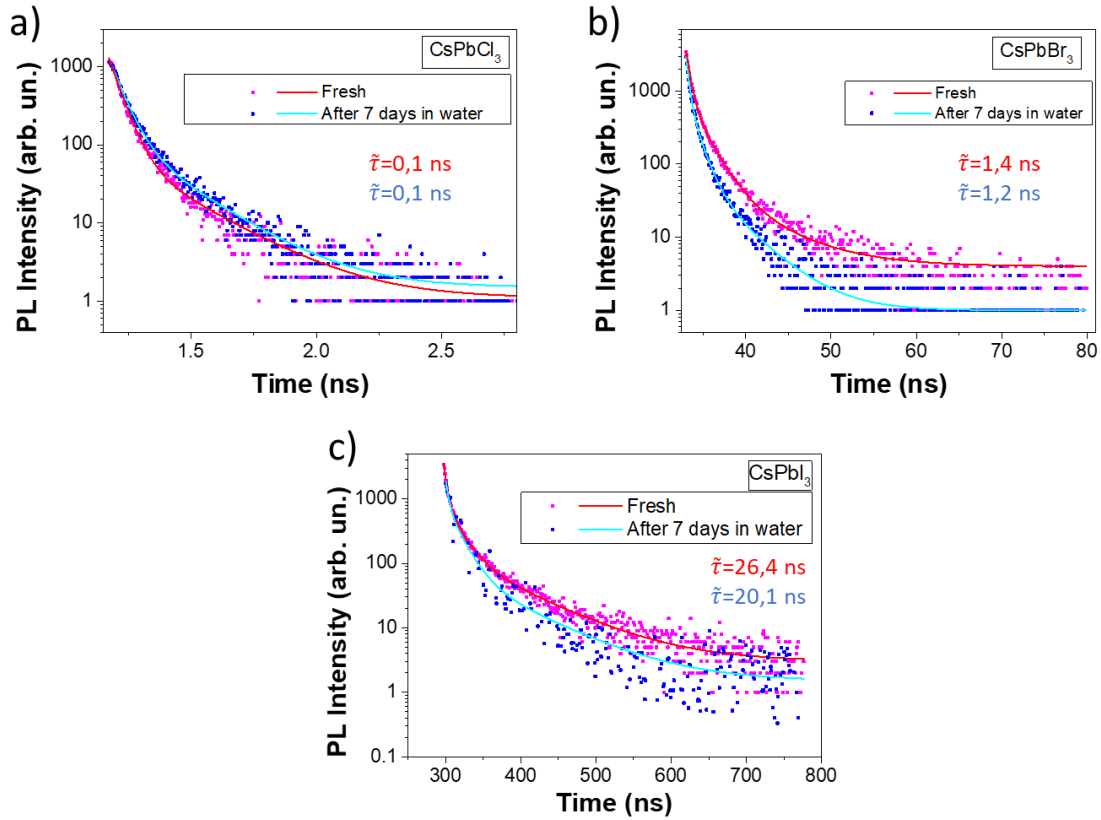 a)
CsPbCl₃
Fresh
After 7 days in water
τ̃=0,1 ns
τ̃=0,1 ns
1000
100
10
1
PL Intensity (arb. un.)
1.5
2.0
2.5
Time (ns)
b)
CsPbBr₃
Fresh
After 7 days in water
τ̃=1,4 ns
τ̃=1,2 ns
1000
100
10
1
PL Intensity (arb. un.)
40
50
60
70
80
Time (ns)
c)
CsPbI₃
Fresh
After 7 days in water
τ̃=26,4 ns
τ̃=20,1 ns
1000
100
10
1
0.1
PL Intensity (arb. un.)
300
400
500
600
700
800
Time (ns)